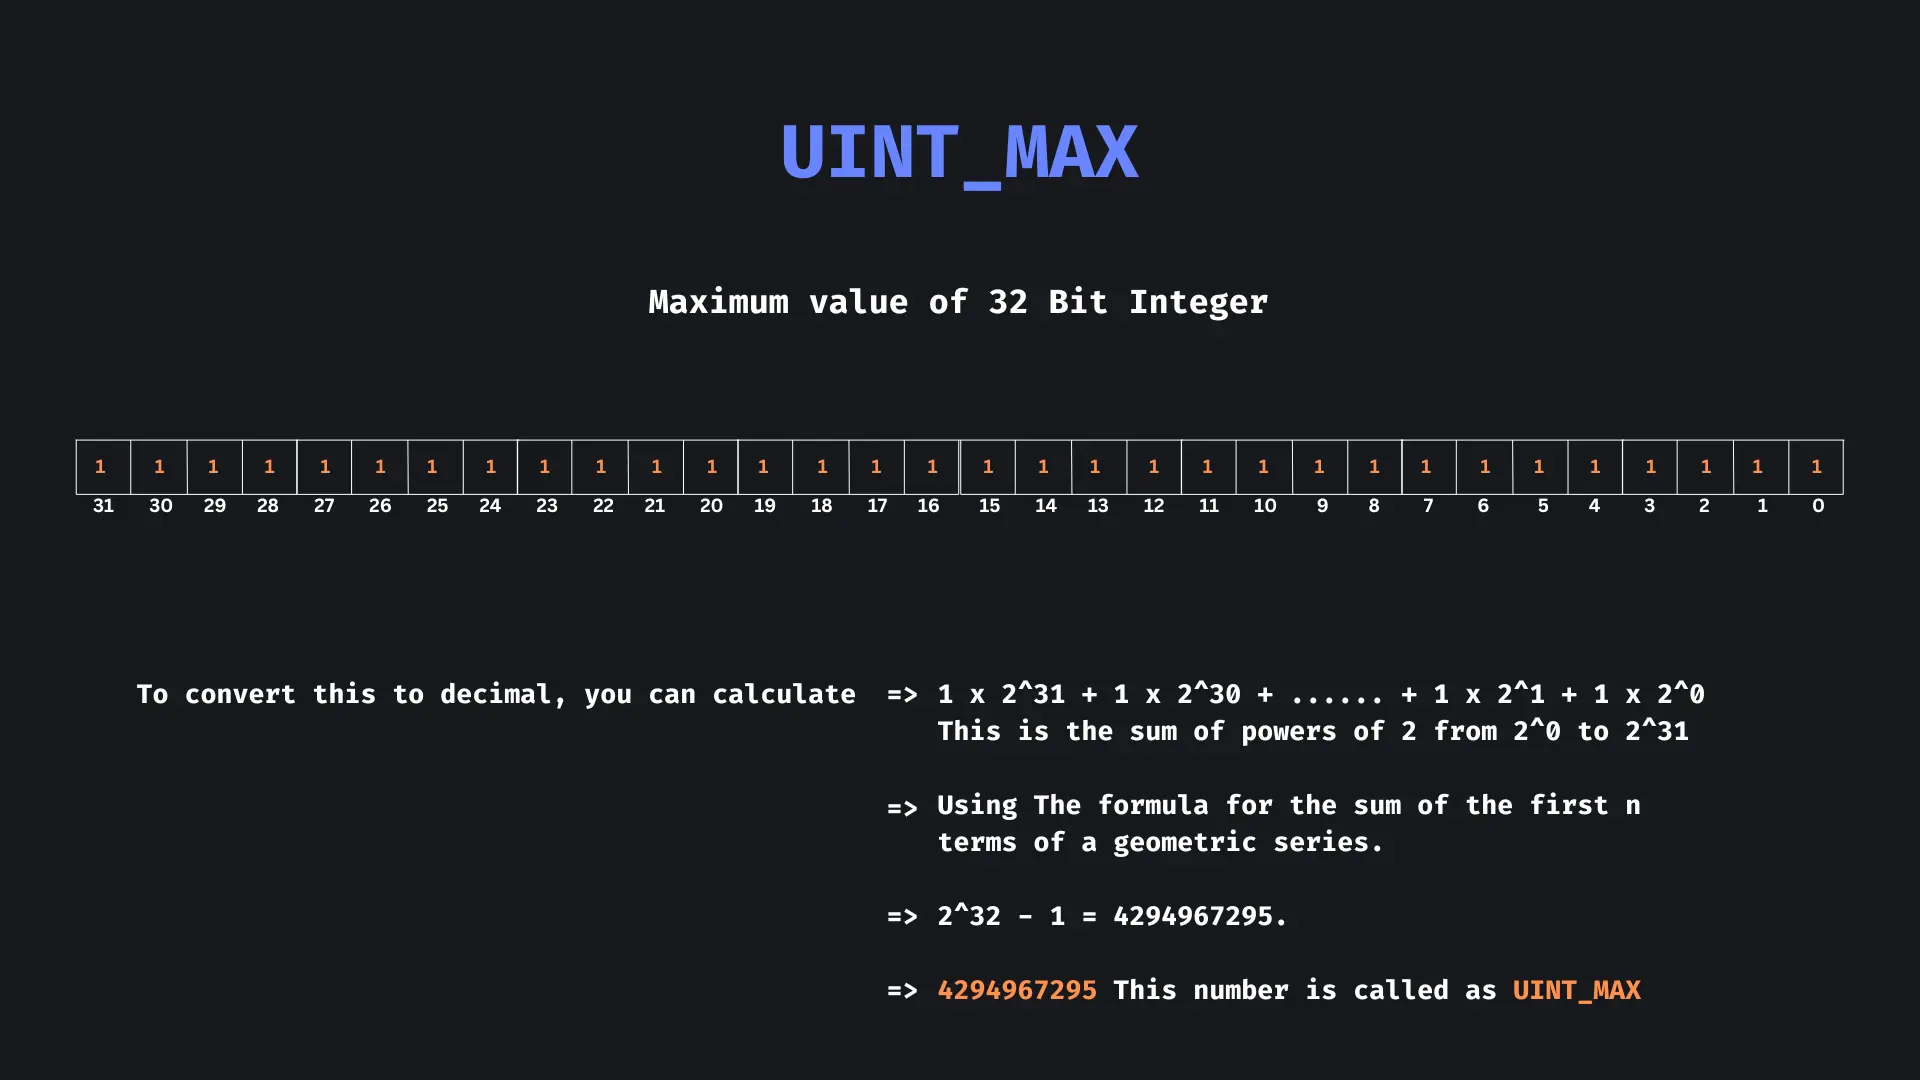 UINT_MAX
Maximum value of 32 Bit Integer
1 1 1 1 1 1 1 1 1 1 1 1 1 1 1 1 1 1 1 1 1 1 1 1 1 1 1 1 1 1 1 1
31 30 29 28 27 26 25 24 23 22 21 20 19 18 17 16 15 14 13 12 11 10 9 8 7 6 5 4 3 2 1 0
To convert this to decimal, you can calculate => 1 x 2^31 + 1 x 2^30 + ...... + 1 x 2^1 + 1 x 2^0
This is the sum of powers of 2 from 2^0 to 2^31
=> Using The formula for the sum of the first n
terms of a geometric series.
=> 2^32 - 1 = 4294967295.
=> 4294967295 This number is called as UINT_MAX